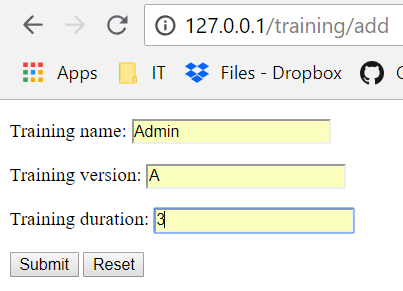 127.0.0.1/training/add
Apps IT Files - Dropbox
Training name: Admin
Training version: A
Training duration: 3
Submit Reset